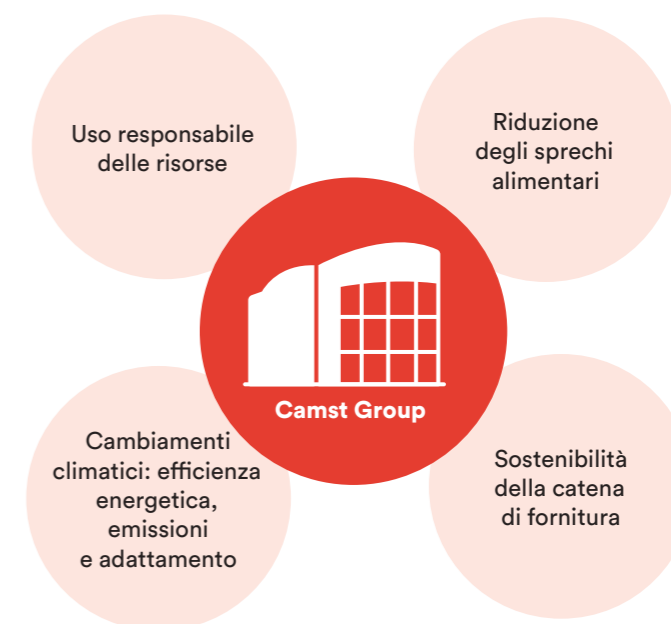 Uso responsabile
delle risorse
Riduzione
degli sprechi
alimentari
Camst Group
Cambiamenti
climatici: efficienza
energetica,
emissioni
e adattamento
Sostenibilità
della catena
di fornitura